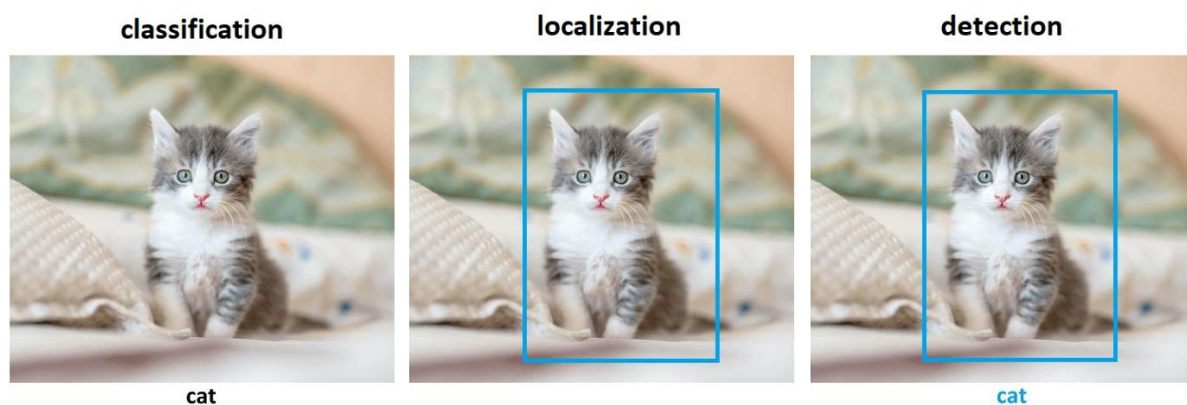 classification
localization
detection
cat
cat